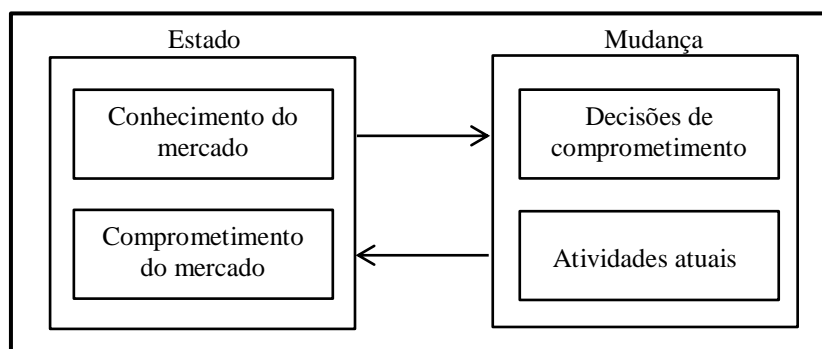 Estado
Mudança
Conhecimento do
mercado
Decisões de
comprometimento
Comprometimento
do mercado
Atividades atuais